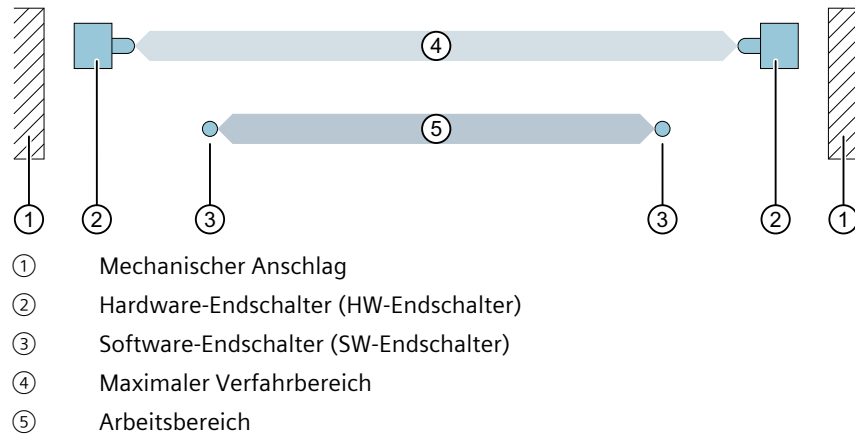 ④
⑤
① ② ③ ③ ② ①
① Mechanischer Anschlag
② Hardware-Endschalter (HW-Endschalter)
③ Software-Endschalter (SW-Endschalter)
④ Maximaler Verfahrbereich
⑤ Arbeitsbereich